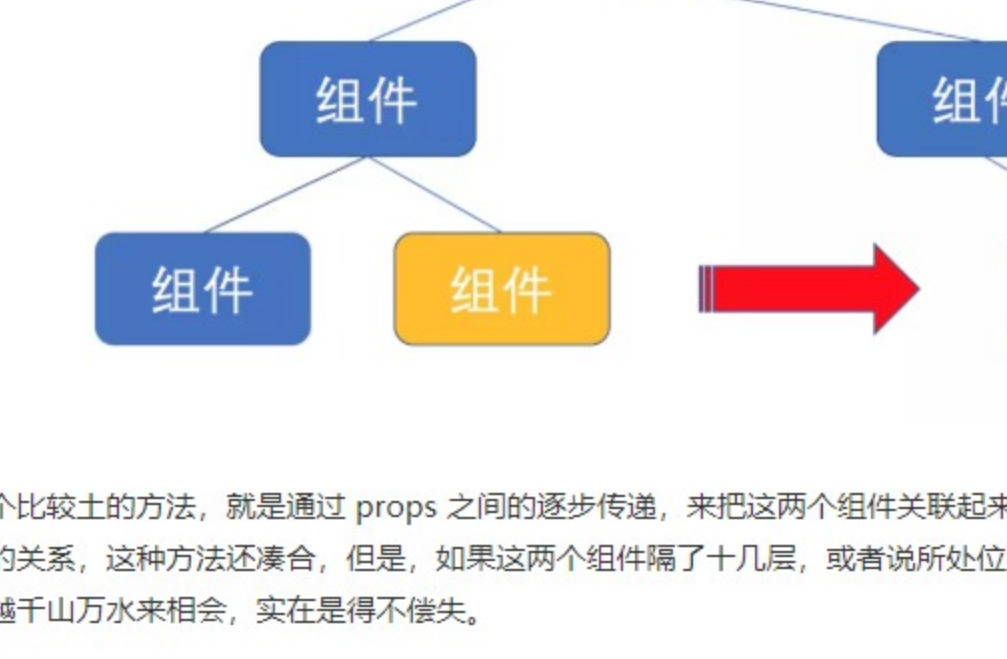 组件
组件
组件
组件
个比较土的方法，就是通过 props 之间的逐步传递，来把这两个组件关联起来
的关系，这种方法还凑合，但是，如果这两个组件隔了十几层，或者说所处位
越千山万水来相会，实在是得不偿失。